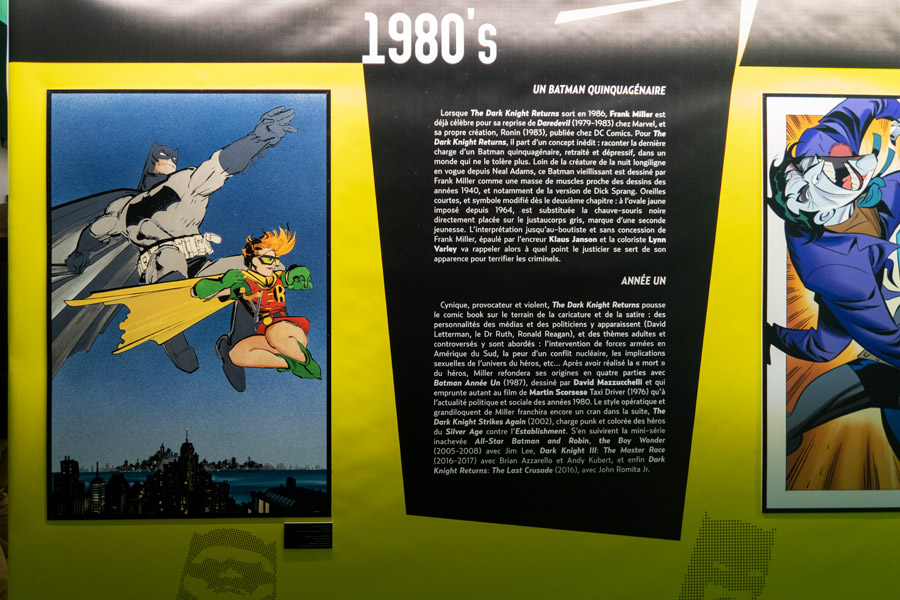 1980's
UN BATMAN QUINQUAGÉNAIRE
Lorsque The Dark Knight Returns sort en 1986, Frank Miller est
déjà célèbre pour sa reprise de Daredevil (1979-1983) chez Marvel, et
sa propre création, Ronin (1983), publiée chez DC Comics. Pour The
Dark Knight Returns, il part d'un concept inédit : raconter la dernière
charge d'un Batman quinquagénaire, retraité et dépressif, dans un
monde qui ne le tolère plus. Loin de la créature de la nuit longiligne
en vogue depuis Neal Adams, ce Batman vieillissant est dessiné par
Frank Miller comme une masse de muscles proche des dessins des
années 1940, et notamment de la version de Dick Sprang. Oreilles
courtes, et symbole modifié dès le deuxième chapitre : à l'ovale jaune
imposé depuis 1964, est substituée la chauve-souris noire
directement placée sur le justaucorps gris, marque d'une seconde
jeunesse. L'interprétation jusqu'au-boutiste et sans concession de
Frank Miller, épaulé par l'encreur Klaus Janson et la coloriste Lynn
Varley va rappeler alors à quel point le justicier se sert de son
apparence pour terrifier les criminels.
ANNÉE UN
Cynique, provocateur et violent, The Dark Knight Returns pousse
le comic book sur le terrain de la caricature et de la satire : des
personnalités des médias et des politiciens y apparaissent (David
Letterman, le Dr Ruth, Ronald Reagan), et des thèmes adultes et
controversés y sont abordés : l'intervention de forces armées en
Amérique du Sud, la peur d'un conflit nucléaire, les implications
sexuelles de l'univers du héros, etc... Après avoir réalisé la « mort »
du héros, Miller refondera ses origines en quatre parties avec
Batman Année Un (1987), dessiné par David Mazzucchelli et qui
emprunte autant au film de Martin Scorsese Taxi Driver (1976) qu'à
l'actualité politique et sociale des années 1980. Le style opératique et
grandiloquent de Miller franchira encore un cran dans la suite, The
Dark Knight Strikes Again (2002), charge punk et colorée des héros
du Silver Age contre l'Establishment. S'en suivirent la mini-série
inachevée All-Star Batman and Robin, the Boy Wonder
(2005-2008) avec Jim Lee, Dark Knight III: The Master Race
(2016-2017) avec Brian Azzarello et Andy Kubert, et enfin Dark
Knight Returns: The Last Crusade (2016), avec John Romita Jr.
R